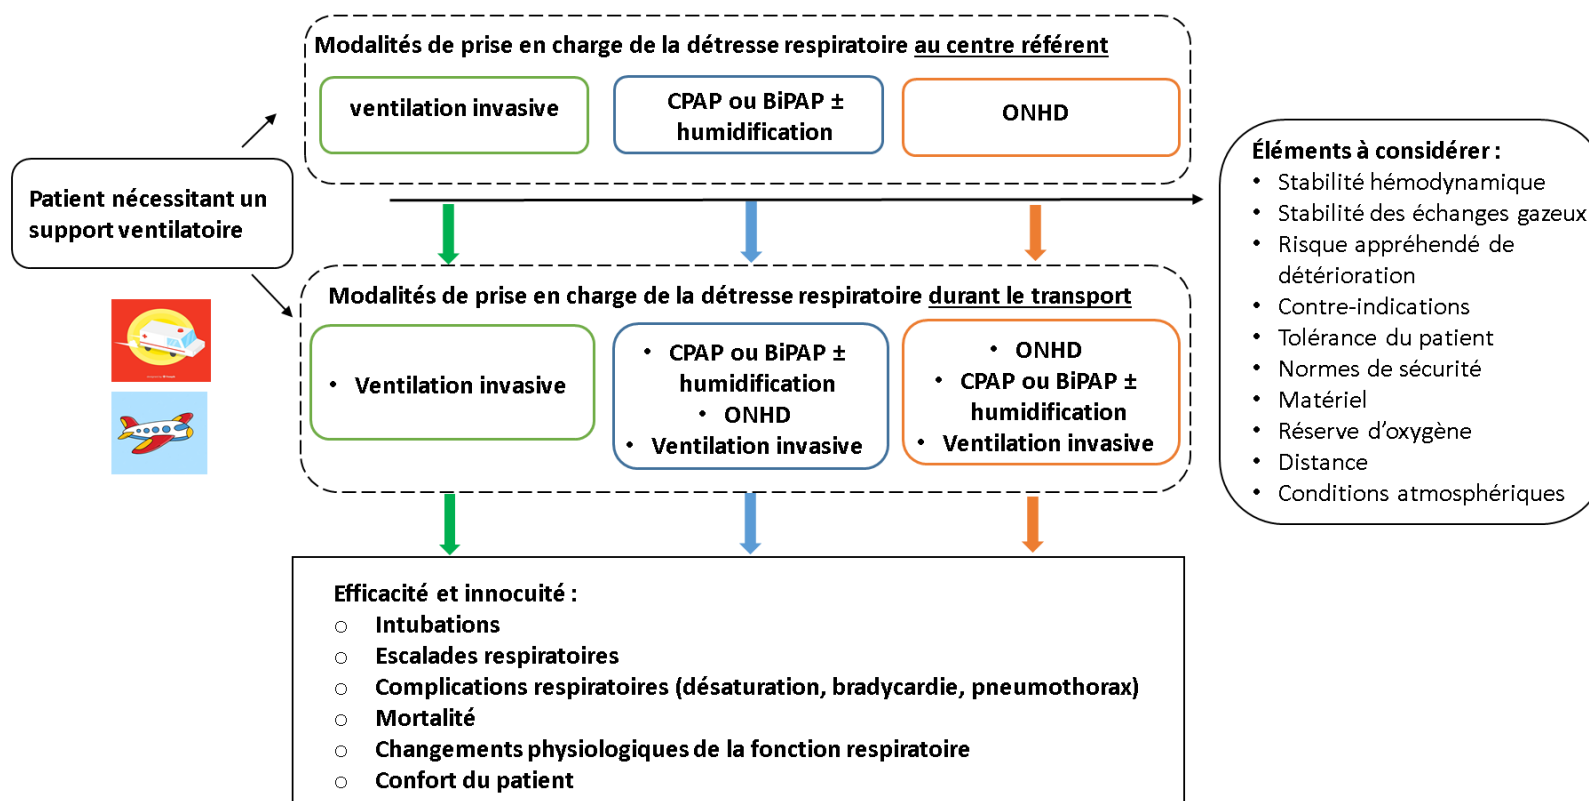 Modalités de prise en charge de la détresse respiratoire au centre référent
ventilation invasive
CPAP ou BiPAP ±
humidification
ONHD
Patient nécessitant un
support ventilatoire
Éléments à considérer :
• Stabilité hémodynamique
• Stabilité des échanges gazeux
• Risque appréhendé de
détérioration
• Contre-indications
• Tolérance du patient
• Normes de sécurité
• Matériel
• Réserve d'oxygène
• Distance
• Conditions atmosphériques
Modalités de prise en charge de la détresse respiratoire durant le transport
• Ventilation invasive
• CPAP ou BiPAP ±
humidification
• ONHD
• Ventilation invasive
• ONHD
• CPAP ou BiPAP ±
humidification
• Ventilation invasive
Efficacité et innocuité :
o Intubations
o Escalades respiratoires
o Complications respiratoires (désaturation, bradycardie, pneumothorax)
o Mortalité
o Changements physiologiques de la fonction respiratoire
o Confort du patient